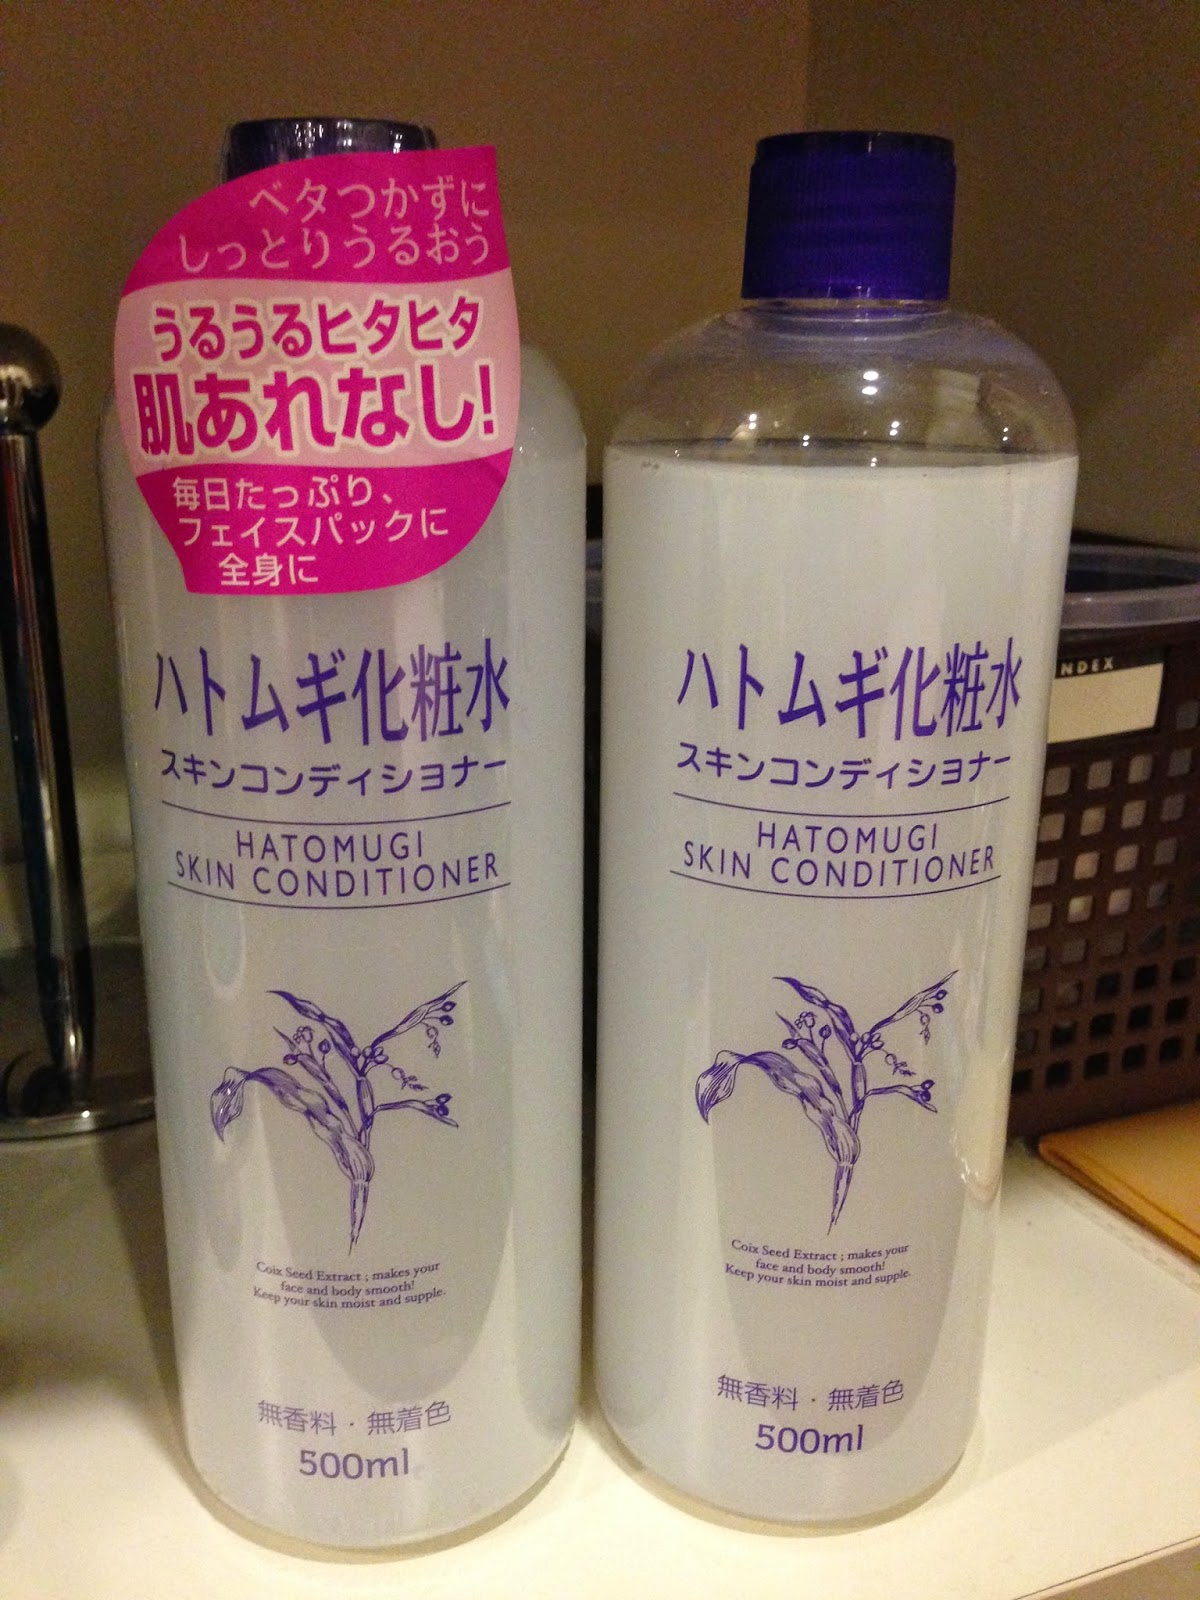 ベタつかずに
しっとりうるおう
うるうるヒタヒタ
肌あれなし!
毎日たっぷり、
フェイスパックに
全身に
ハトムギ化粧水
スキンコンディショナー
HATOMUGI
SKIN CONDITIONER
Coix Seed Extract ; makes your
face and body smooth!
Keep your skin moist and supple.
無香料・無着色
500ml
ハトムギ化粧水
スキンコンディショナー
HATOMUGI
SKIN CONDITIONER
Coix Seed Extract ; makes your
face and body smooth!
Keep your skin moist and supple.
無香料・無着色
500ml
INDEX